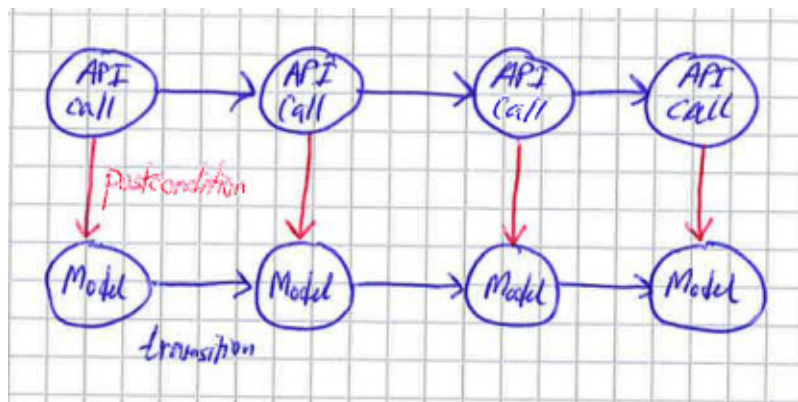 API
call
API
Call
API
Call
API
Call
postcondition
Model
Model
Model
Model
transition